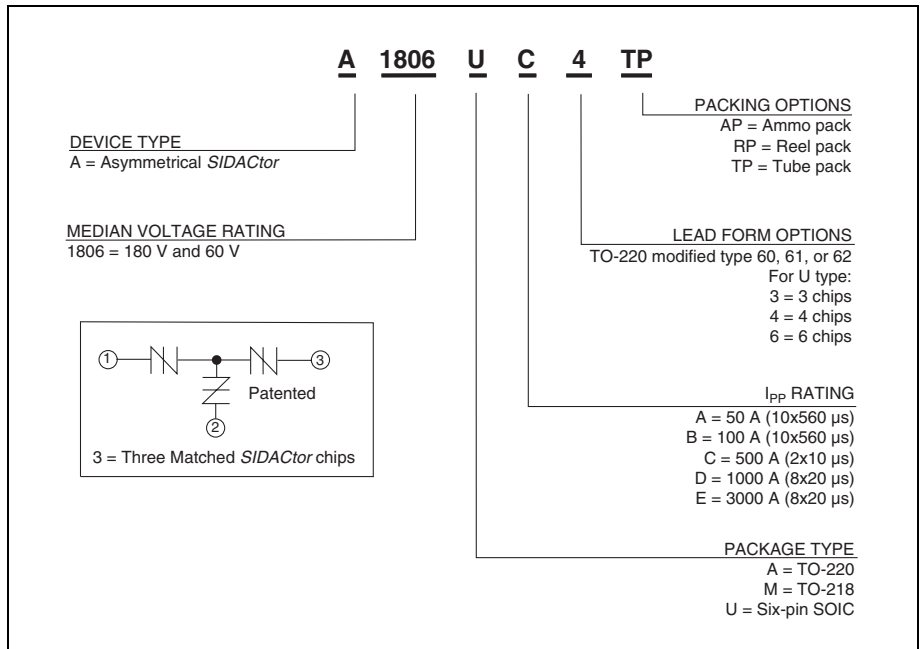 A 1806 U C 4 TP
PACKING OPTIONS
AP = Ammo pack
RP = Reel pack
TP = Tube pack
DEVICE TYPE
A = Asymmetrical SIDACtor
MEDIAN VOLTAGE RATING
1806 = 180 V and 60 V
LEAD FORM OPTIONS
TO-220 modified type 60, 61, or 62
For U type:
3 = 3 chips
4 = 4 chips
6 = 6 chips
1 3
Patented
2
3 = Three Matched SIDACtor chips
IPP RATING
A = 50 A (10x560 µs)
B = 100 A (10x560 µs)
C = 500 A (2x10 µs)
D = 1000 A (8x20 µs)
E = 3000 A (8x20 µs)
PACKAGE TYPE
A = TO-220
M = TO-218
U = Six-pin SOIC